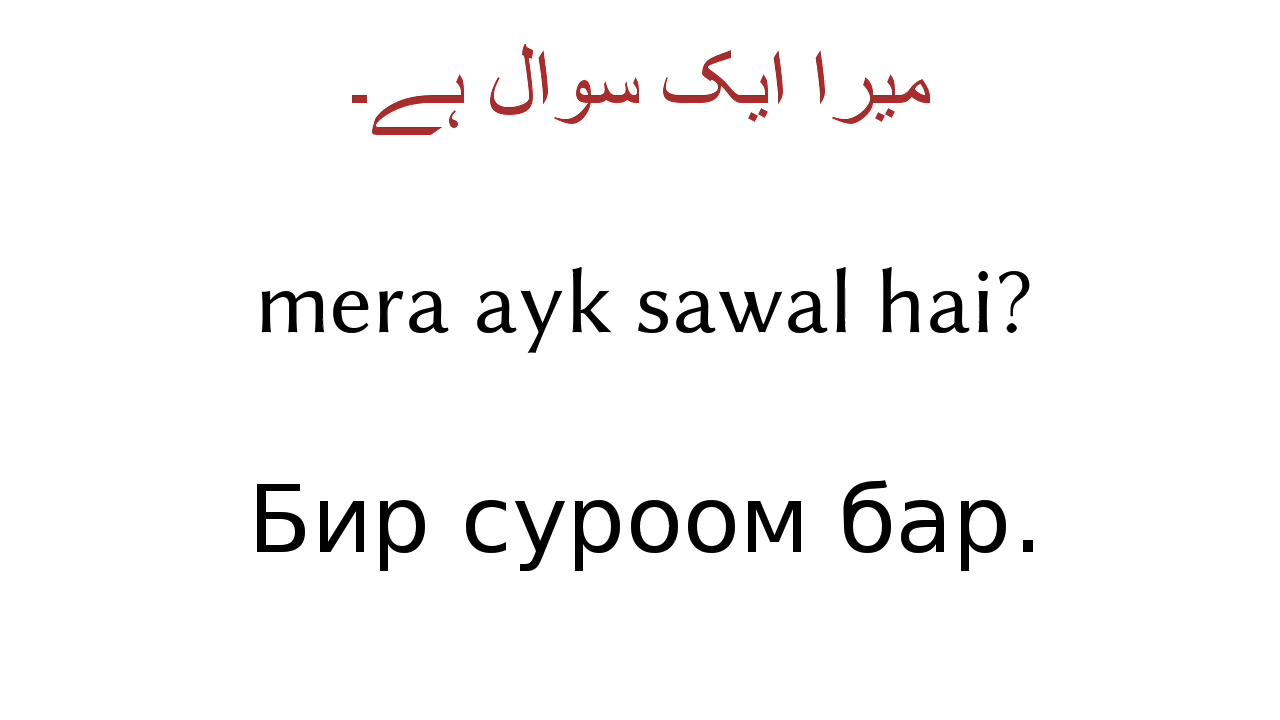 میرا ایک سوال ہے۔
mera ayk sawal hai?
Бир суроом бар.